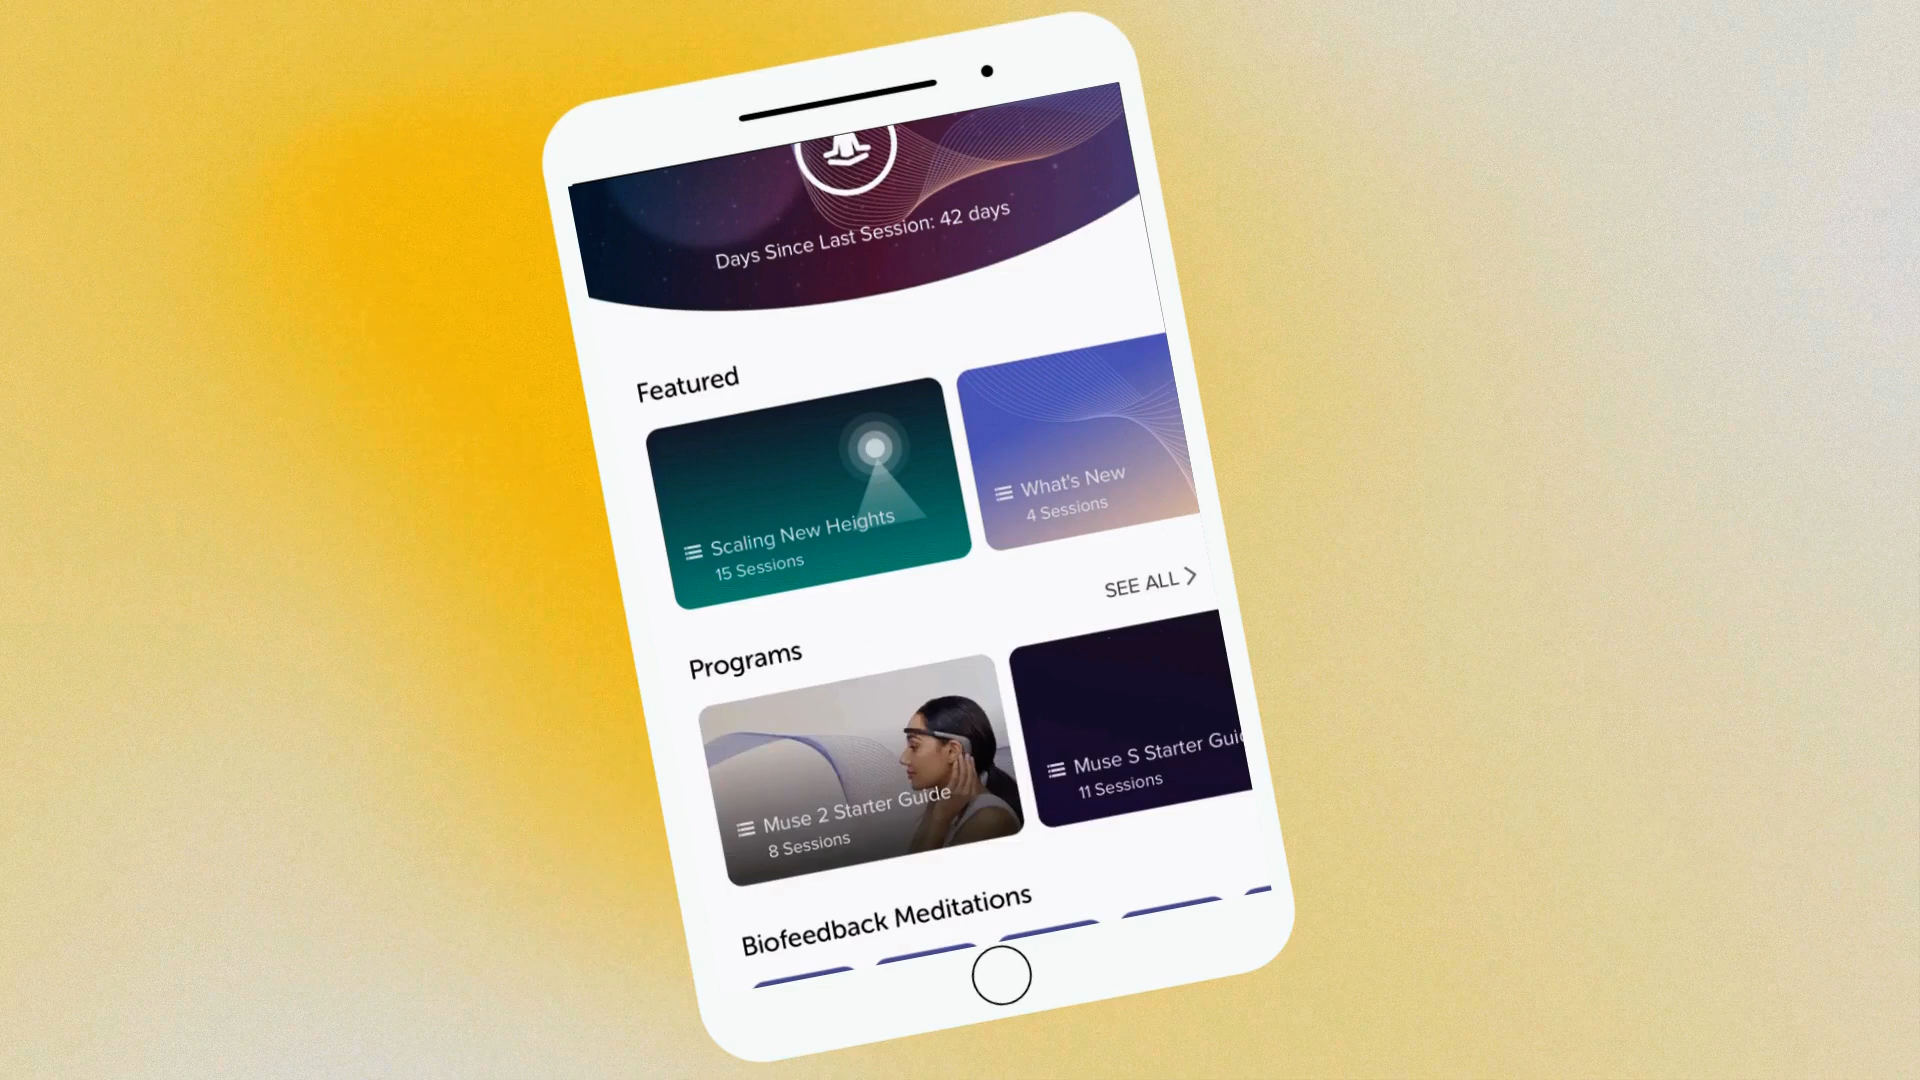 Days Since Last Session: 42 days
Featured
Scaling New Heights
15 Sessions
What's New
4 Sessions
SEE ALL
Programs
Muse 2 Starter Guide
8 Sessions
Muse S Starter
11 Sessions
Biofeedback Meditations